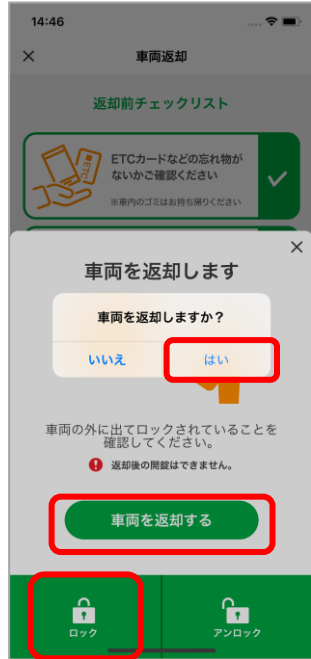 14:46
車両返却
返却前チェックリスト
ETC
ETCカードなどの忘れ物が
ないかご確認ください
※車内のゴミはお持ち帰りください
車両を返却します
車両を返却しますか？
いいえ
はい
車両の外に出てロックされていることを
確認してください。
返却後の開錠はできません。
車両を返却する
ロック
アンロック